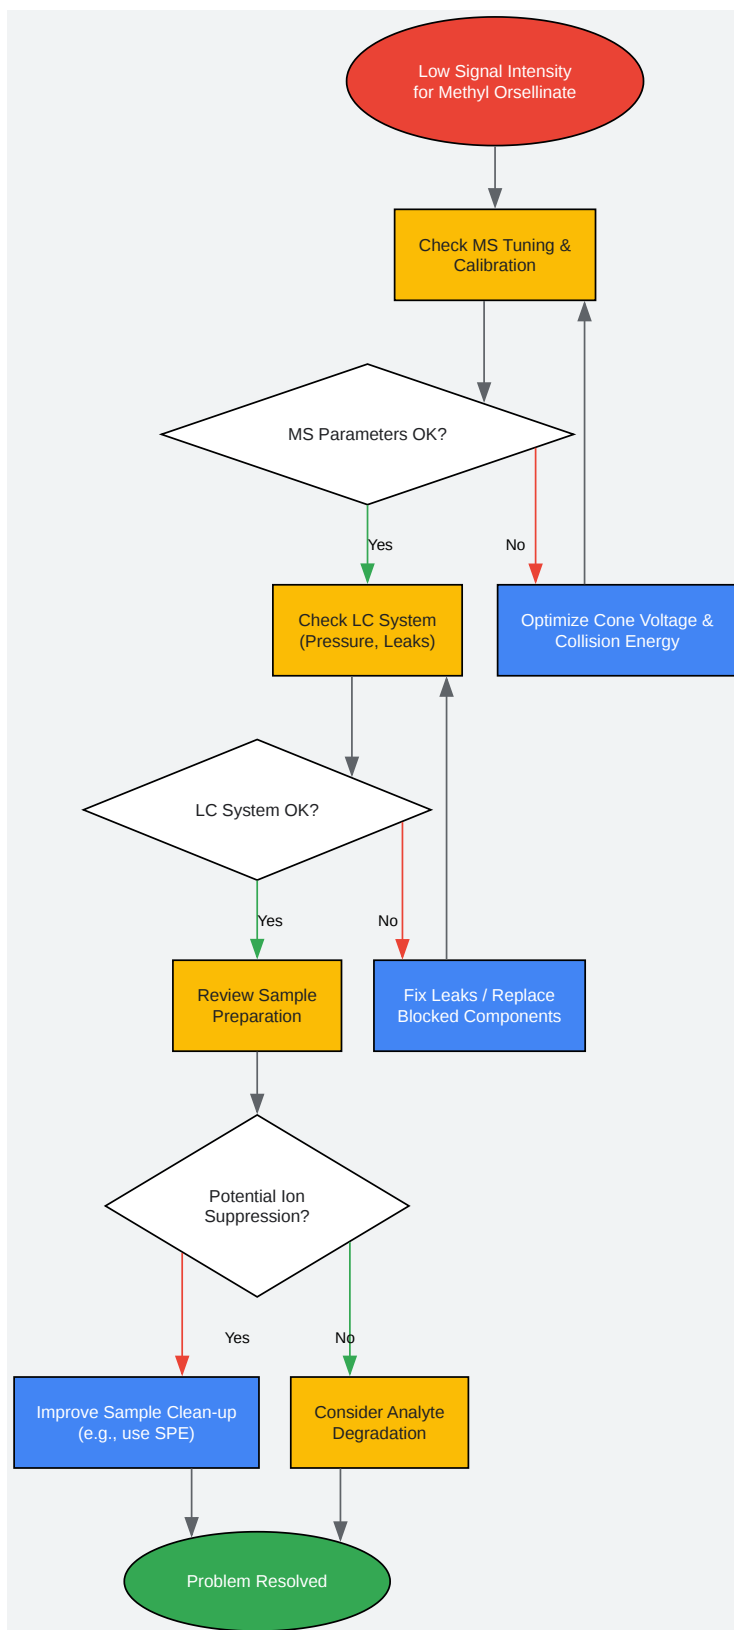 Low Signal Intensity
for Methyl Orsellinate
Check MS Tuning &
Calibration
MS Parameters OK?
Yes
No
Check LC System
(Pressure, Leaks)
Optimize Cone Voltage &
Collision Energy
LC System OK?
Yes
No
Review Sample
Preparation
Fix Leaks / Replace
Blocked Components
Potential Ion
Suppression?
Yes
No
Improve Sample Clean-up
(e.g., use SPE)
Consider Analyte
Degradation
Problem Resolved